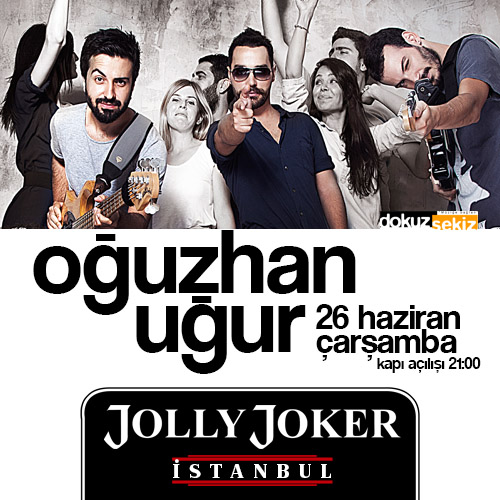 dokuz
sekiz
oğuzhan
uğur
26 haziran
çarşamba
kapı açılışı 21:00
JOLLY JOKER
İSTANBUL